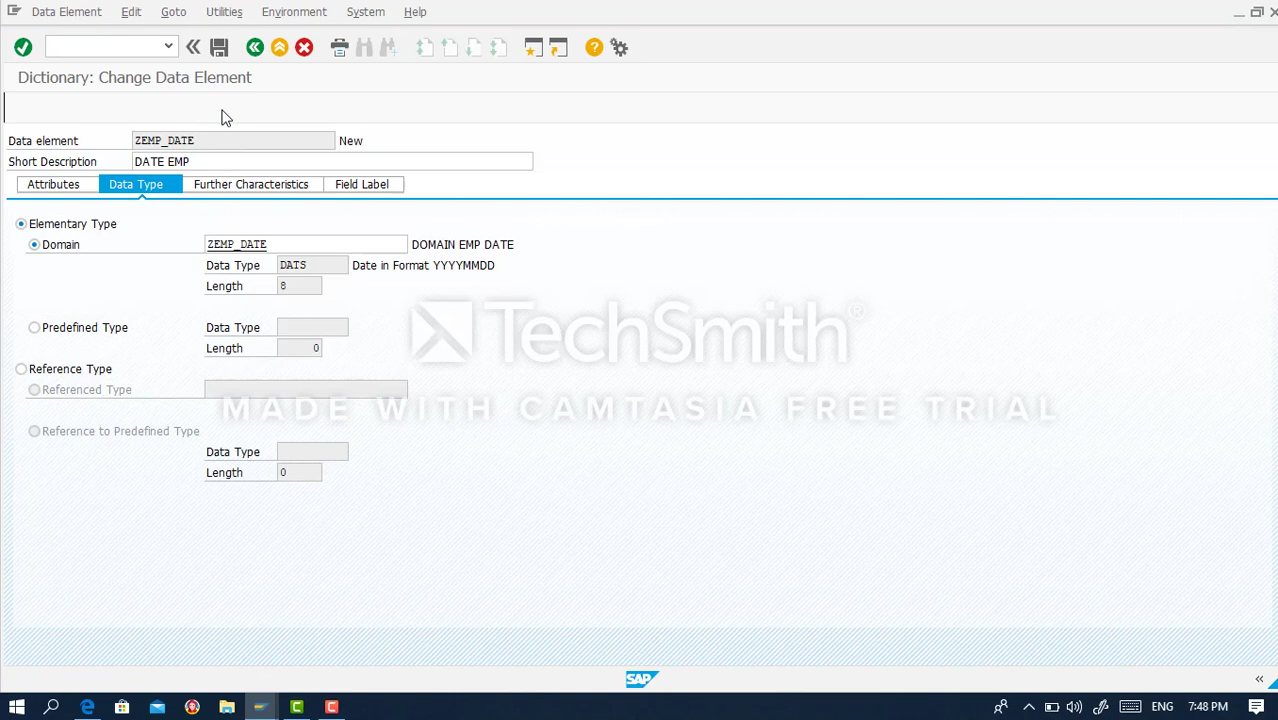 Data Element Edit Goto Utilities Environment System Help
Dictionary: Change Data Element
Data element ZEMP_DATE New
Short Description DATE EMP
Attributes Data Type Further Characteristics Field Label
Elementary Type
Domain ZEMP_DATE DOMAIN EMP DATE
Data Type DATS Date in Format YYYYMMDD
Length 8
Predefined Type Data Type
Length 0
Reference Type
Referenced Type
Reference to Predefined Type
Data Type
Length 0
TechSmith®
MADE WITH CAMTASIA FREE TRIAL
SAP
ENG 7:48 PM